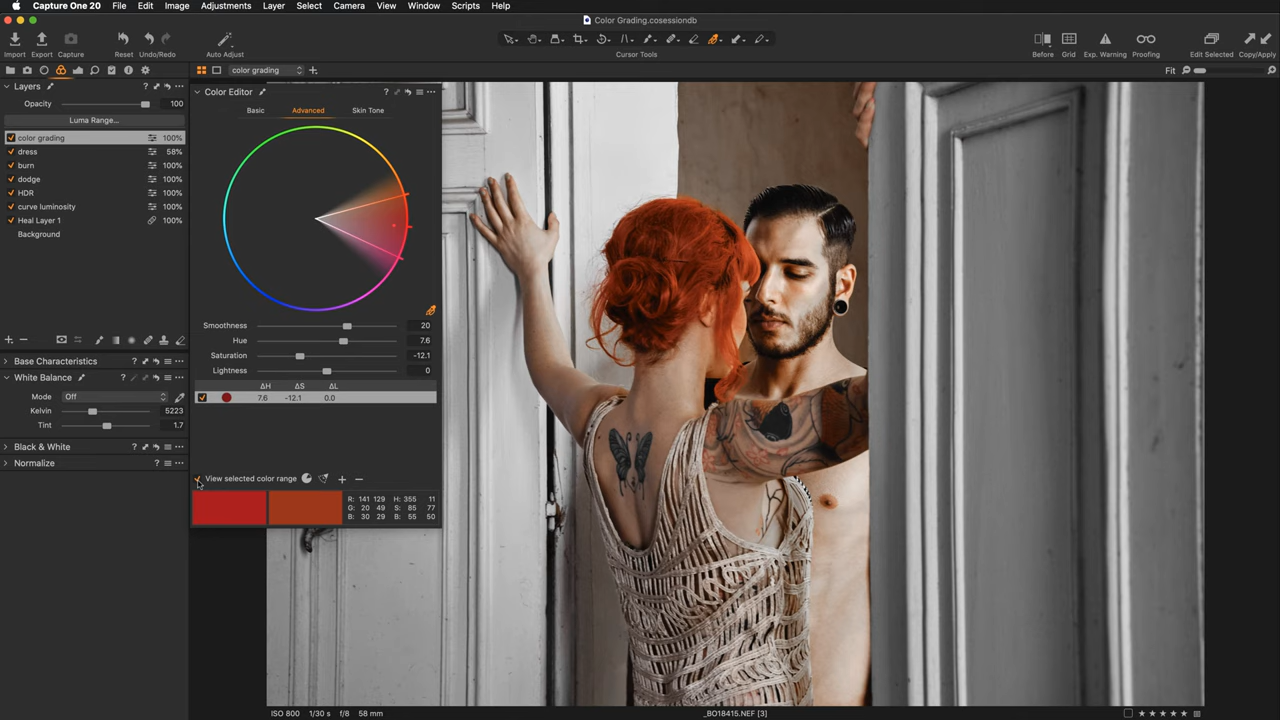 Capture One 20 File Edit Image Adjustments Layer Select Camera View Window Scripts Help
Color Grading.cosessiondb
Import Export Capture Reset Undo/Redo Auto Adjust Cursor Tools Before Grid Exp. Warning Proofing Edit Selected Copy/Apply
color grading
Fit
Layers ?
Opacity 100
Luma Range...
color grading 100%
dress 58%
burn 100%
dodge 100%
HDR 100%
curve luminosity 100%
Heal Layer 1 100%
Background
Base Characteristics ?
White Balance ?
Mode Off
Kelvin 5223
Tint 1.7
Black & White ?
Normalize ?
Color Editor ?
Basic Advanced Skin Tone
Smoothness 20
Hue 7.6
Saturation -12.1
Lightness 0
ΔH ΔS ΔL
7.6 -12.1 0.0
View selected color range
R: 141 129 H: 355 11
G: 20 49 S: 85 77
B: 30 29 B: 55 50
ISO 800 1/30 s f/8 58 mm
_BO18415.NEF [3]